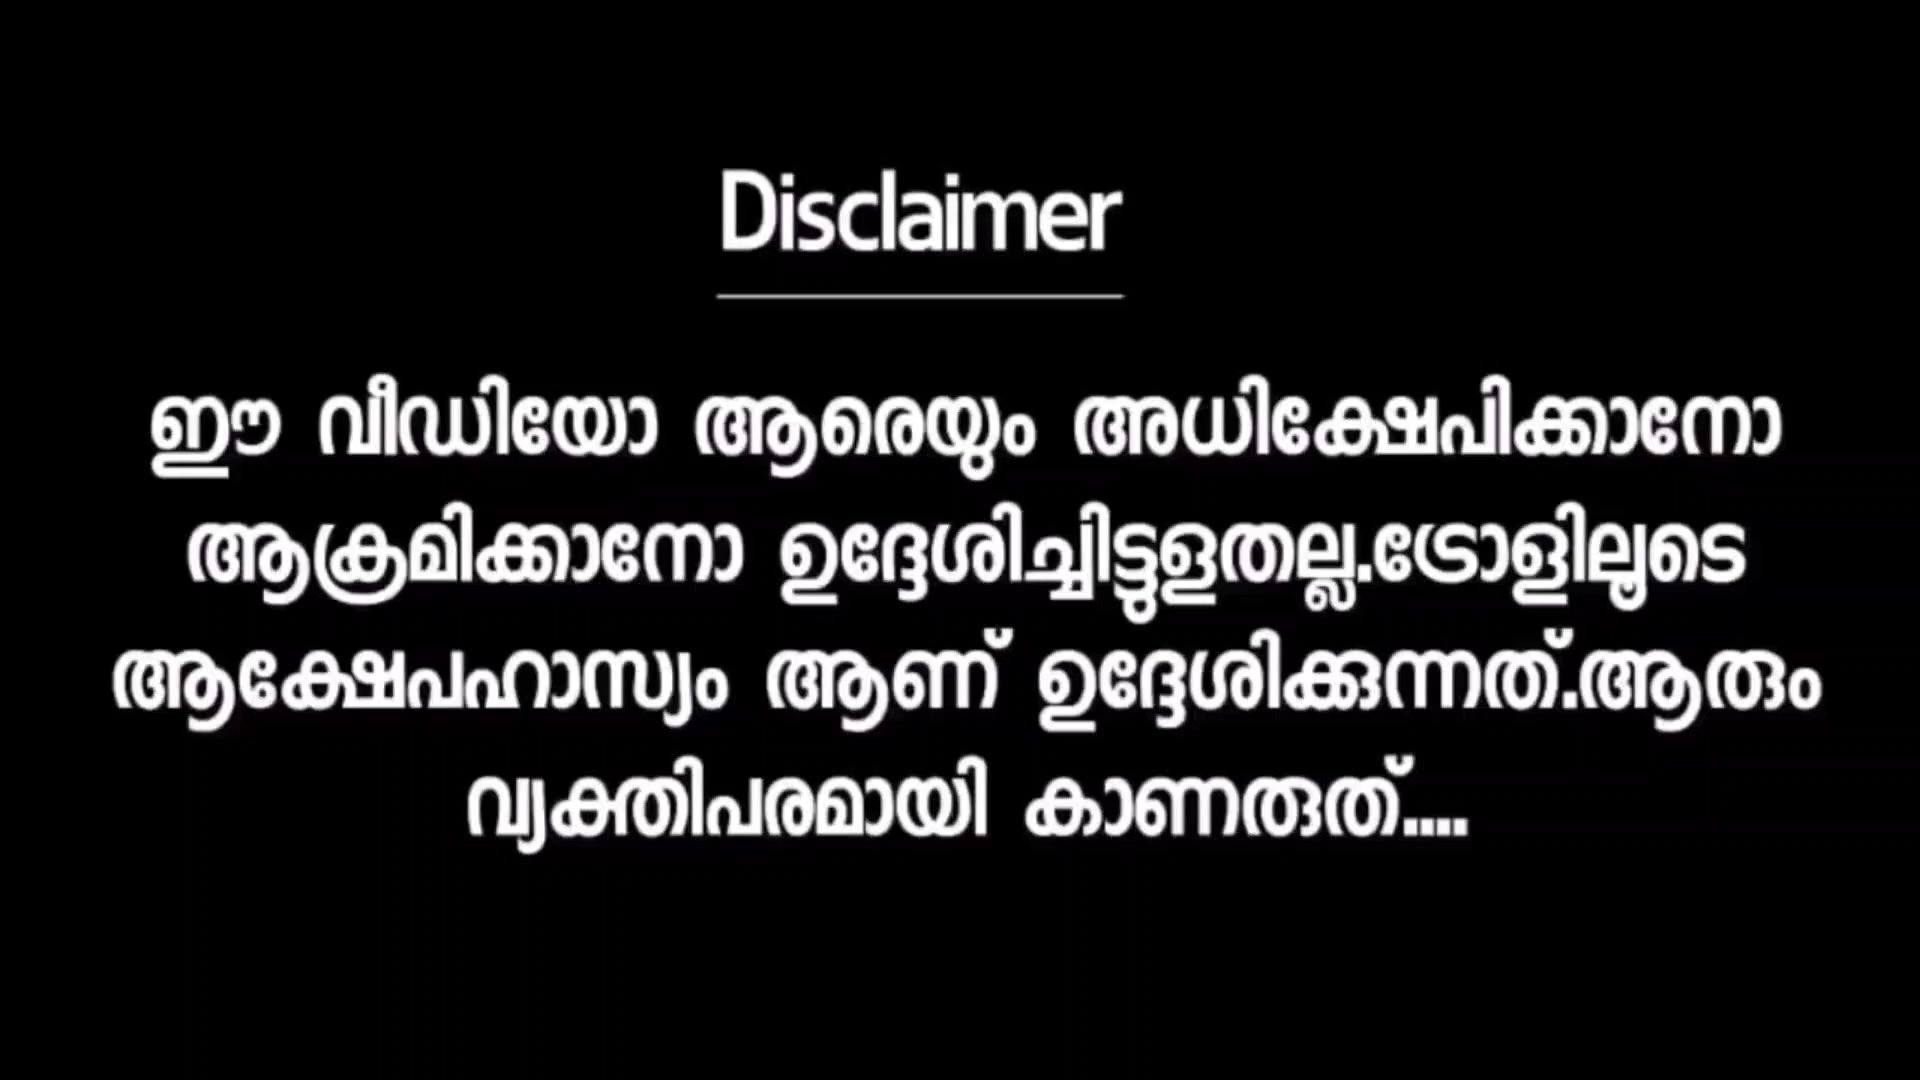 Disclaimer
ഈ വീഡിയോ ആരെയും അധിക്ഷേപിക്കാനോ
ആക്രമിക്കാനോ ഉദ്ദേശിച്ചിട്ടുളതല്ല.ട്രോളിലൂടെ
ആക്ഷേപഹാസ്യം ആണ് ഉദ്ദേശിക്കുന്നത്.ആരും
വ്യക്തിപരമായി കാണരുത്....